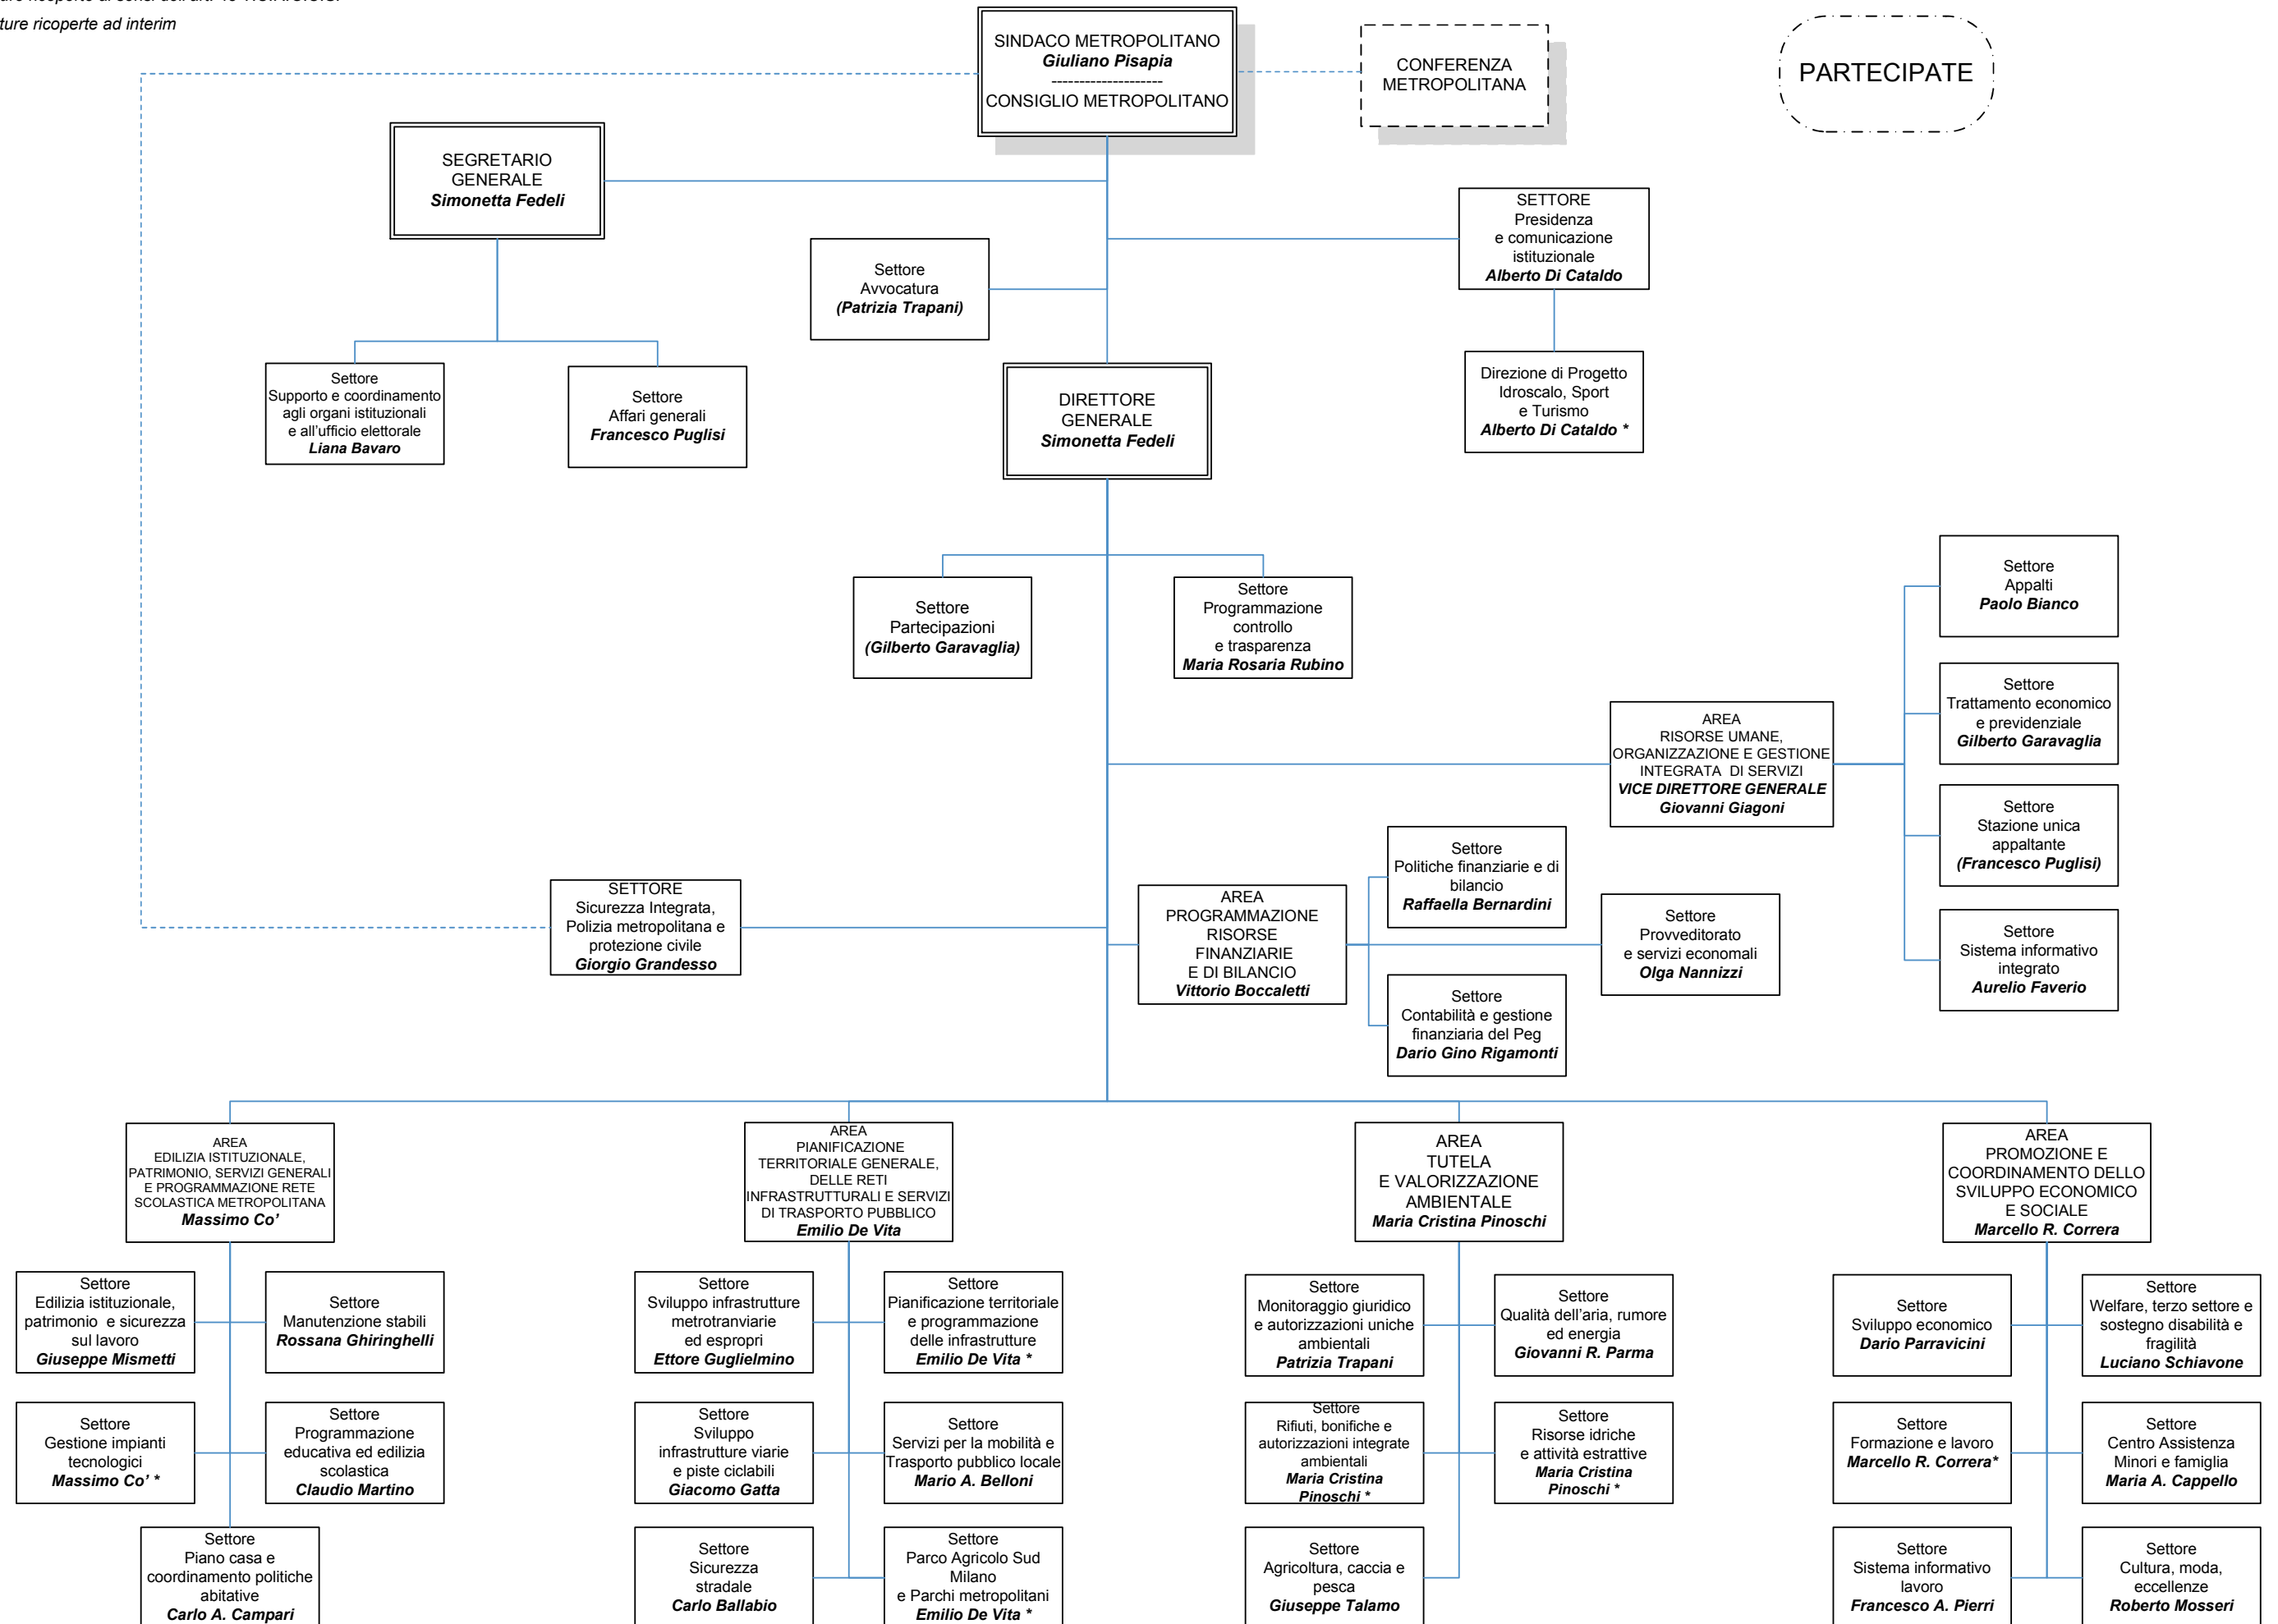 ture ricoperte ad interim
SINDACO METROPOLITANO
Giuliano Pisapia
--------------------
CONSIGLIO METROPOLITANO
CONFERENZA
METROPOLITANA
PARTECIPATE
SEGRETARIO
GENERALE
Simonetta Fedeli
SETTORE
Presidenza
e comunicazione
istituzionale
Alberto Di Cataldo
Settore
Avvocatura
(Patrizia Trapani)
Settore
Supporto e coordinamento
agli organi istituzionali
e all'ufficio elettorale
Liana Bavaro
Settore
Affari generali
Francesco Puglisi
DIRETTORE
GENERALE
Simonetta Fedeli
Direzione di Progetto
Idroscalo, Sport
e Turismo
Alberto Di Cataldo *
Settore
Partecipazioni
(Gilberto Garavaglia)
Settore
Programmazione
controllo
e trasparenza
Maria Rosaria Rubino
Settore
Appalti
Paolo Bianco
Settore
Trattamento economico
e previdenziale
Gilberto Garavaglia
AREA
RISORSE UMANE,
ORGANIZZAZIONE E GESTIONE
INTEGRATA DI SERVIZI
VICE DIRETTORE GENERALE
Giovanni Giagoni
Settore
Stazione unica
appaltante
(Francesco Puglisi)
Settore
Sistema informativo
integrato
Aurelio Faverio
SETTORE
Sicurezza Integrata,
Polizia metropolitana e
protezione civile
Giorgio Grandesso
AREA
PROGRAMMAZIONE
RISORSE
FINANZIARIE
E DI BILANCIO
Vittorio Boccaletti
Settore
Politiche finanziarie e di
bilancio
Raffaella Bernardini
Settore
Provveditorato
e servizi economali
Olga Nannizzi
Settore
Contabilità e gestione
finanziaria del Peg
Dario Gino Rigamonti
AREA
EDILIZIA ISTITUZIONALE,
PATRIMONIO, SERVIZI GENERALI
E PROGRAMMAZIONE RETE
SCOLASTICA METROPOLITANA
Massimo Co'
AREA
PIANIFICAZIONE
TERRITORIALE GENERALE,
DELLE RETI
INFRASTRUTTURALI E SERVIZI
DI TRASPORTO PUBBLICO
Emilio De Vita
AREA
TUTELA
E VALORIZZAZIONE
AMBIENTALE
Maria Cristina Pinoschi
AREA
PROMOZIONE E
COORDINAMENTO DELLO
SVILUPPO ECONOMICO
E SOCIALE
Marcello R. Correra
Settore
Edilizia istituzionale,
patrimonio e sicurezza
sul lavoro
Giuseppe Mismetti
Settore
Manutenzione stabili
Rossana Ghiringhelli
Settore
Sviluppo infrastrutture
metrotranviarie
ed espropri
Ettore Guglielmino
Settore
Pianificazione territoriale
e programmazione
delle infrastrutture
Emilio De Vita *
Settore
Monitoraggio giuridico
e autorizzazioni uniche
ambientali
Patrizia Trapani
Settore
Qualità dell'aria, rumore
ed energia
Giovanni R. Parma
Settore
Sviluppo economico
Dario Parravicini
Settore
Welfare, terzo settore e
sostegno disabilità e
fragilità
Luciano Schiavone
Settore
Gestione impianti
tecnologici
Massimo Co' *
Settore
Programmazione
educativa ed edilizia
scolastica
Claudio Martino
Settore
Sviluppo
infrastrutture viarie
e piste ciclabili
Giacomo Gatta
Settore
Servizi per la mobilità e
Trasporto pubblico locale
Mario A. Belloni
Settore
Rifiuti, bonifiche e
autorizzazioni integrate
ambientali
Maria Cristina
Pinoschi *
Settore
Risorse idriche
e attività estrattive
Maria Cristina
Pinoschi *
Settore
Formazione e lavoro
Marcello R. Correra*
Settore
Centro Assistenza
Minori e famiglia
Maria A. Cappello
Settore
Piano casa e
coordinamento politiche
abitative
Carlo A. Campari
Settore
Sicurezza
stradale
Carlo Ballabio
Settore
Parco Agricolo Sud
Milano
e Parchi metropolitani
Emilio De Vita *
Settore
Agricoltura, caccia e
pesca
Giuseppe Talamo
Settore
Sistema informativo
lavoro
Francesco A. Pierri
Settore
Cultura, moda,
eccellenze
Roberto Mosseri